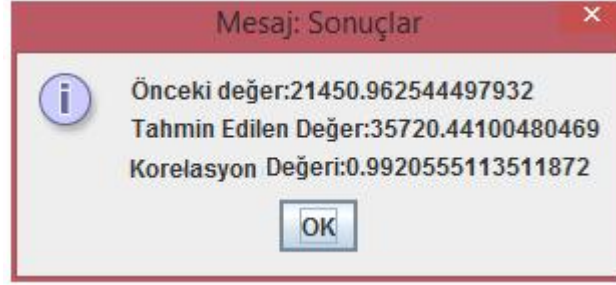 Mesaj: Sonuçlar
Önceki değer:21450.962544497932
Tahmin Edilen Değer:35720.44100480469
Korelasyon Değeri:0.9920555113511872
OK